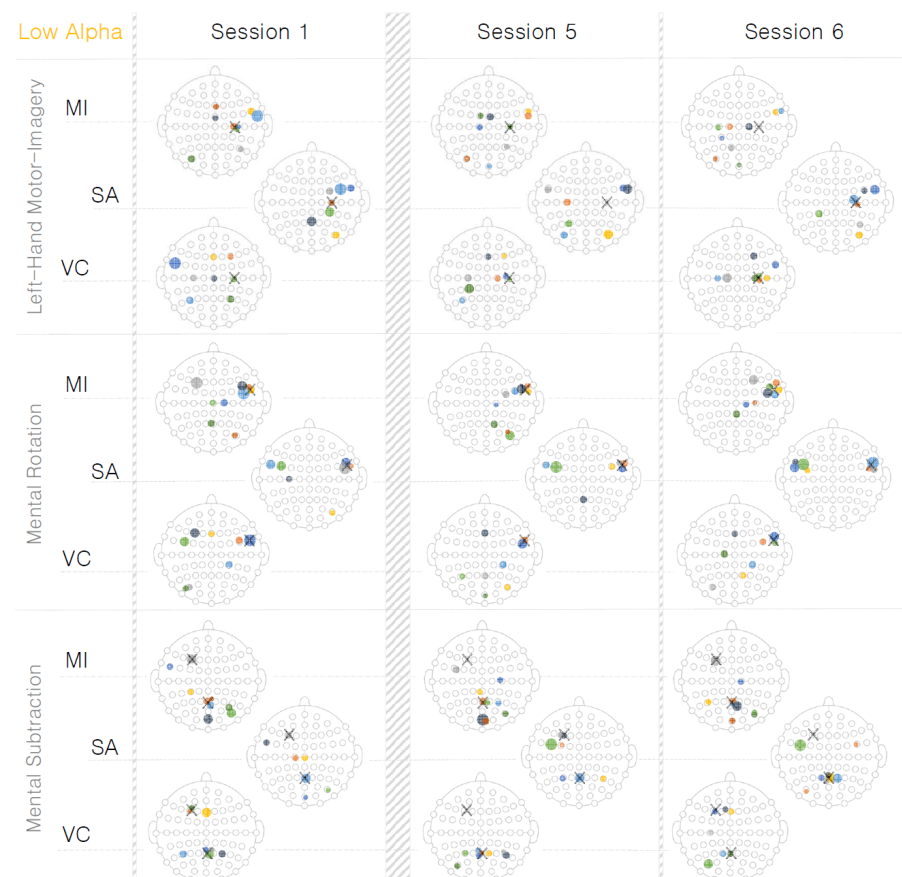 Low Alpha
Session 1
Session 5
Session 6
Left-Hand Motor-Imagery
MI
SA
VC
Mental Rotation
MI
SA
VC
Mental Subtraction
MI
SA
VC